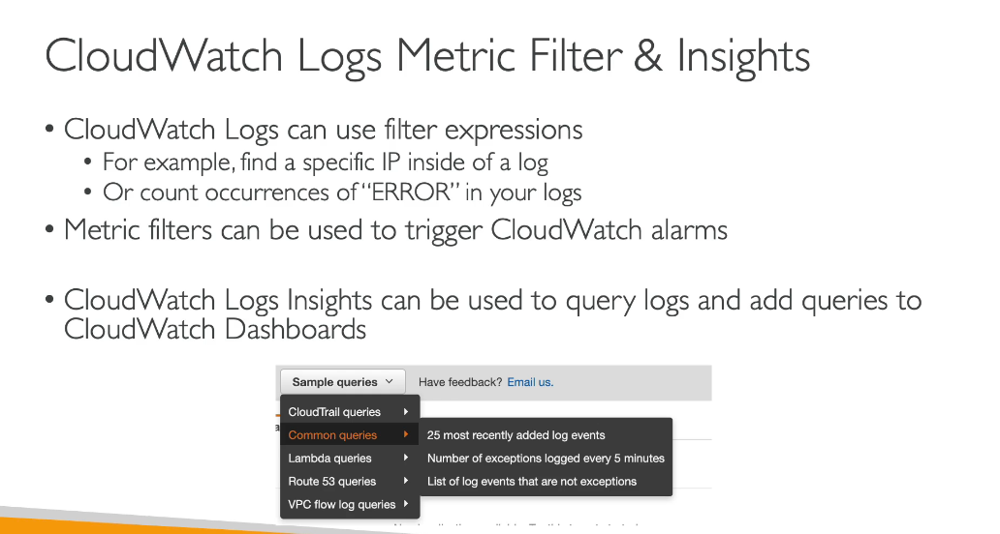 CloudWatch Logs Metric Filter & Insights
• CloudWatch Logs can use filter expressions
• For example, find a specific IP inside of a log
• Or count occurrences of “ERROR” in your logs
• Metric filters can be used to trigger CloudWatch alarms
• CloudWatch Logs Insights can be used to query logs and add queries to
CloudWatch Dashboards
Sample queries
Have feedback? Email us.
CloudTrail queries
Common queries
Lambda queries
Route 53 queries
VPC flow log queries
25 most recently added log events
Number of exceptions logged every 5 minutes
List of log events that are not exceptions